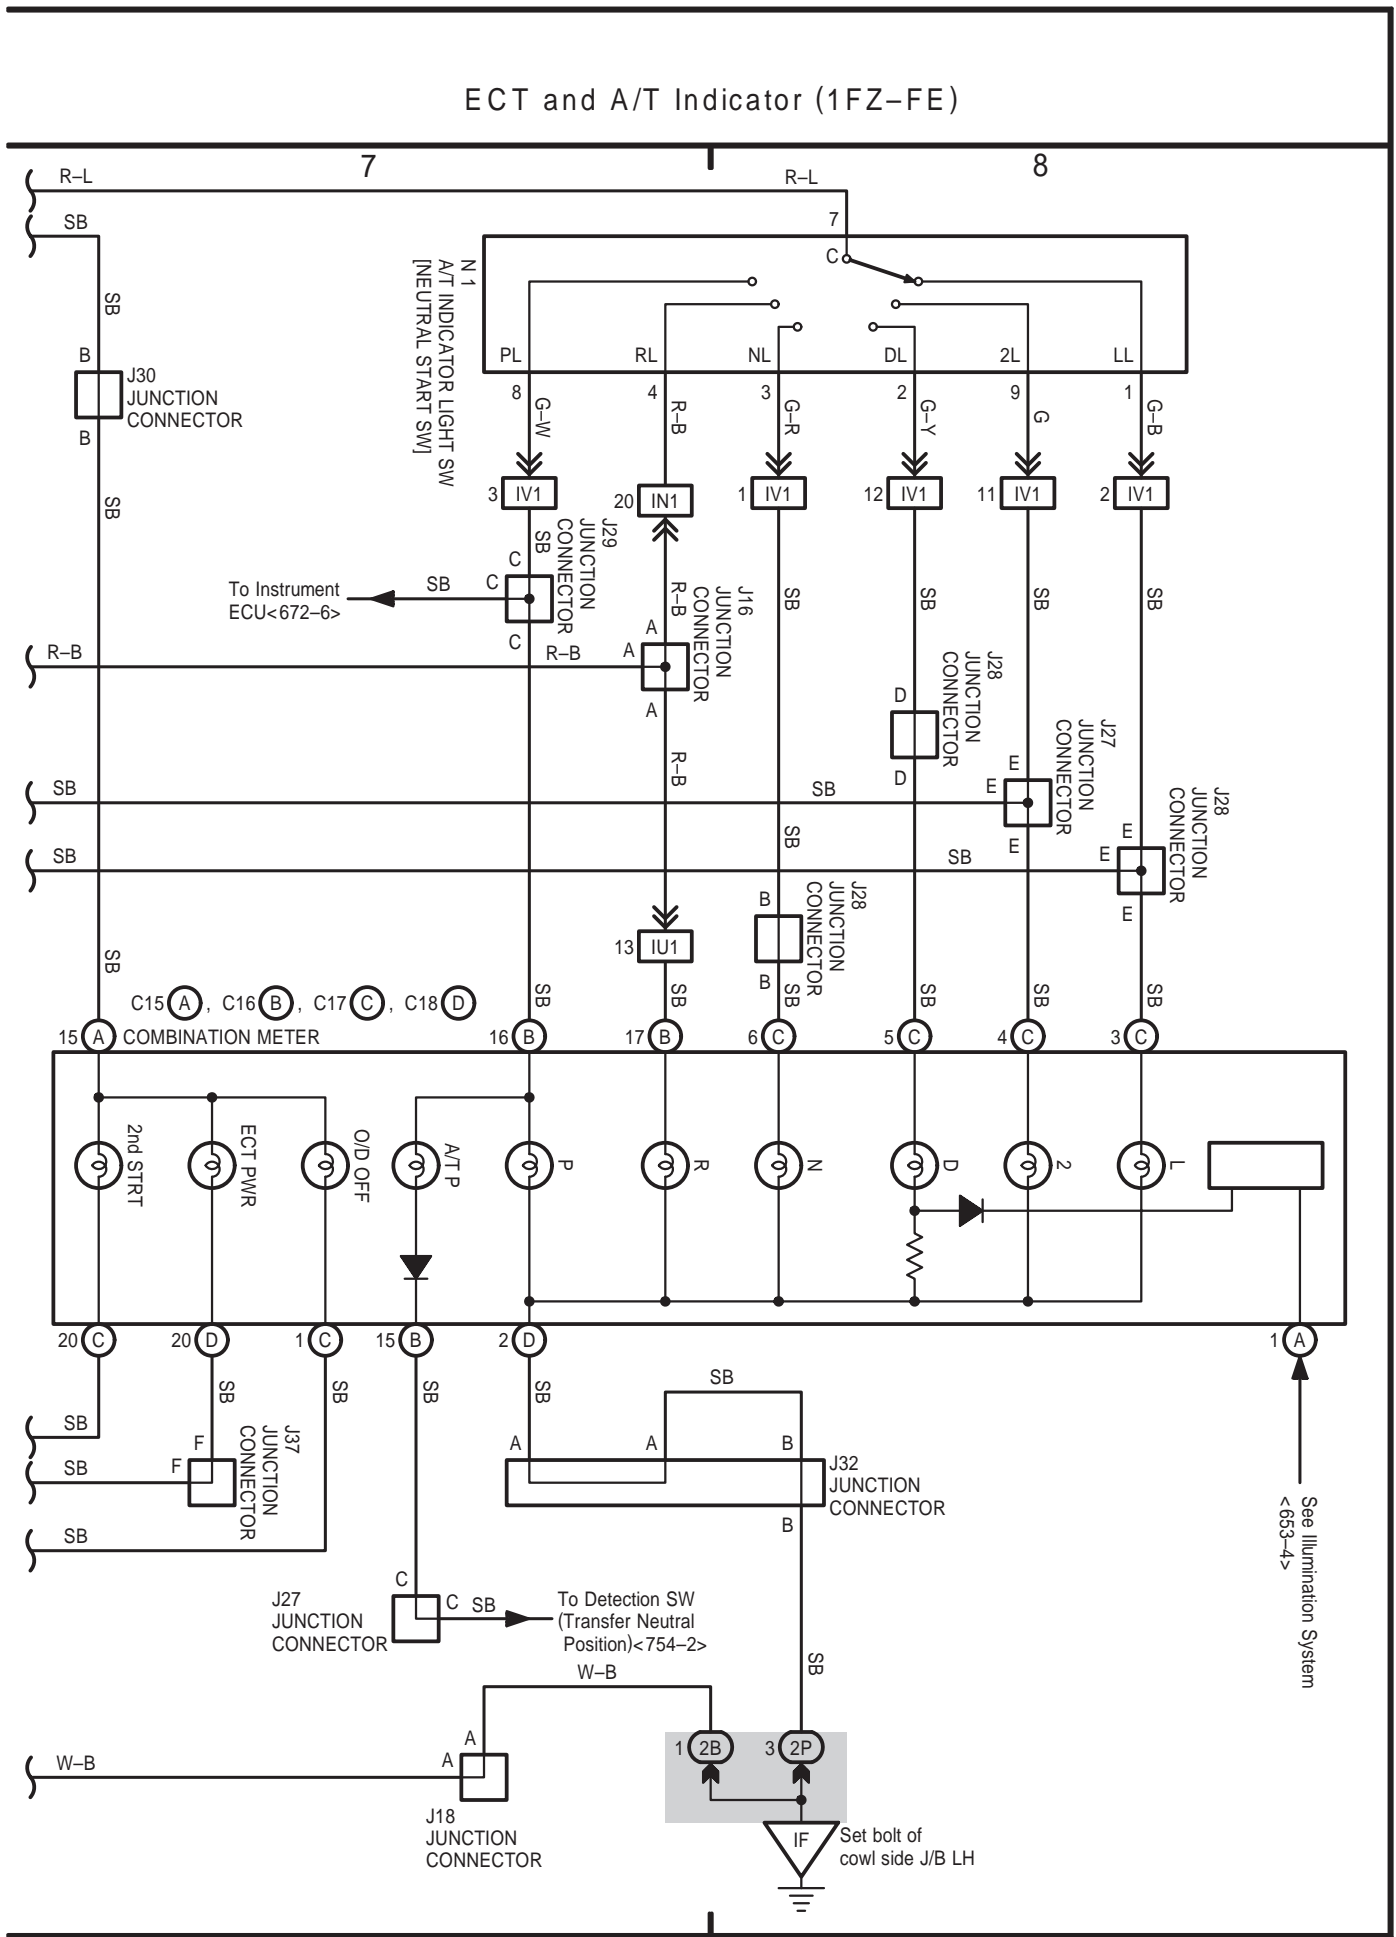 ECT and A/T Indicator (1FZ–FE)
7
8
R–L
R–L
SB
7
C
N 1
A/T INDICATOR LIGHT SW
[NEUTRAL START SW]
SB
PL
RL
NL
DL
2L
LL
B
J30
JUNCTION
CONNECTOR
B
8
4
3
2
9
1
G–W
R–B
G–R
G–Y
G
G–B
SB
3
IV1
20
IN1
1
IV1
12
IV1
11
IV1
2
IV1
SB
J29
JUNCTION
CONNECTOR
C
C
C
SB
To Instrument
ECU<672–6>
R–B
J16
JUNCTION
CONNECTOR
SB
SB
SB
SB
R–B
R–B
A
A
A
J28
JUNCTION
CONNECTOR
D
D
R–B
J27
JUNCTION
CONNECTOR
E
E
E
SB
SB
J28
JUNCTION
CONNECTOR
E
E
E
SB
SB
SB
J28
JUNCTION
CONNECTOR
B
B
13
IU1
SB
C15 A , C16 B , C17 C , C18 D
SB
SB
SB
SB
SB
SB
15
A
COMBINATION METER
16
B
17
B
6
C
5
C
4
C
3
C
2nd STRT
ECT PWR
O/D OFF
A/T P
P
R
N
D
2
L
20
C
20
D
1
C
15
B
2
D
1
A
SB
SB
SB
SB
SB
SB
A
A
B
J32
JUNCTION
CONNECTOR
B
F
F
J37
JUNCTION
CONNECTOR
SB
SB
See Illumination System
<653–4>
J27
JUNCTION
CONNECTOR
C
C
SB
To Detection SW
(Transfer Neutral
Position)<754–2>
SB
W–B
W–B
A
A
J18
JUNCTION
CONNECTOR
1
2B
3
2P
IF
Set bolt of
cowl side J/B LH